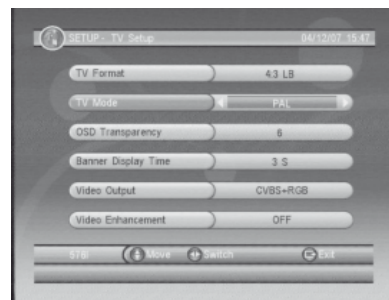 SETUP - TV Setup 04/12/07 15:47
TV Format 4:3 LB
TV Mode PAL
OSD Transparency 6
Banner Display Time 3 S
Video Output CVBS+RGB
Video Enhancement OFF
576i Move Switch Exit